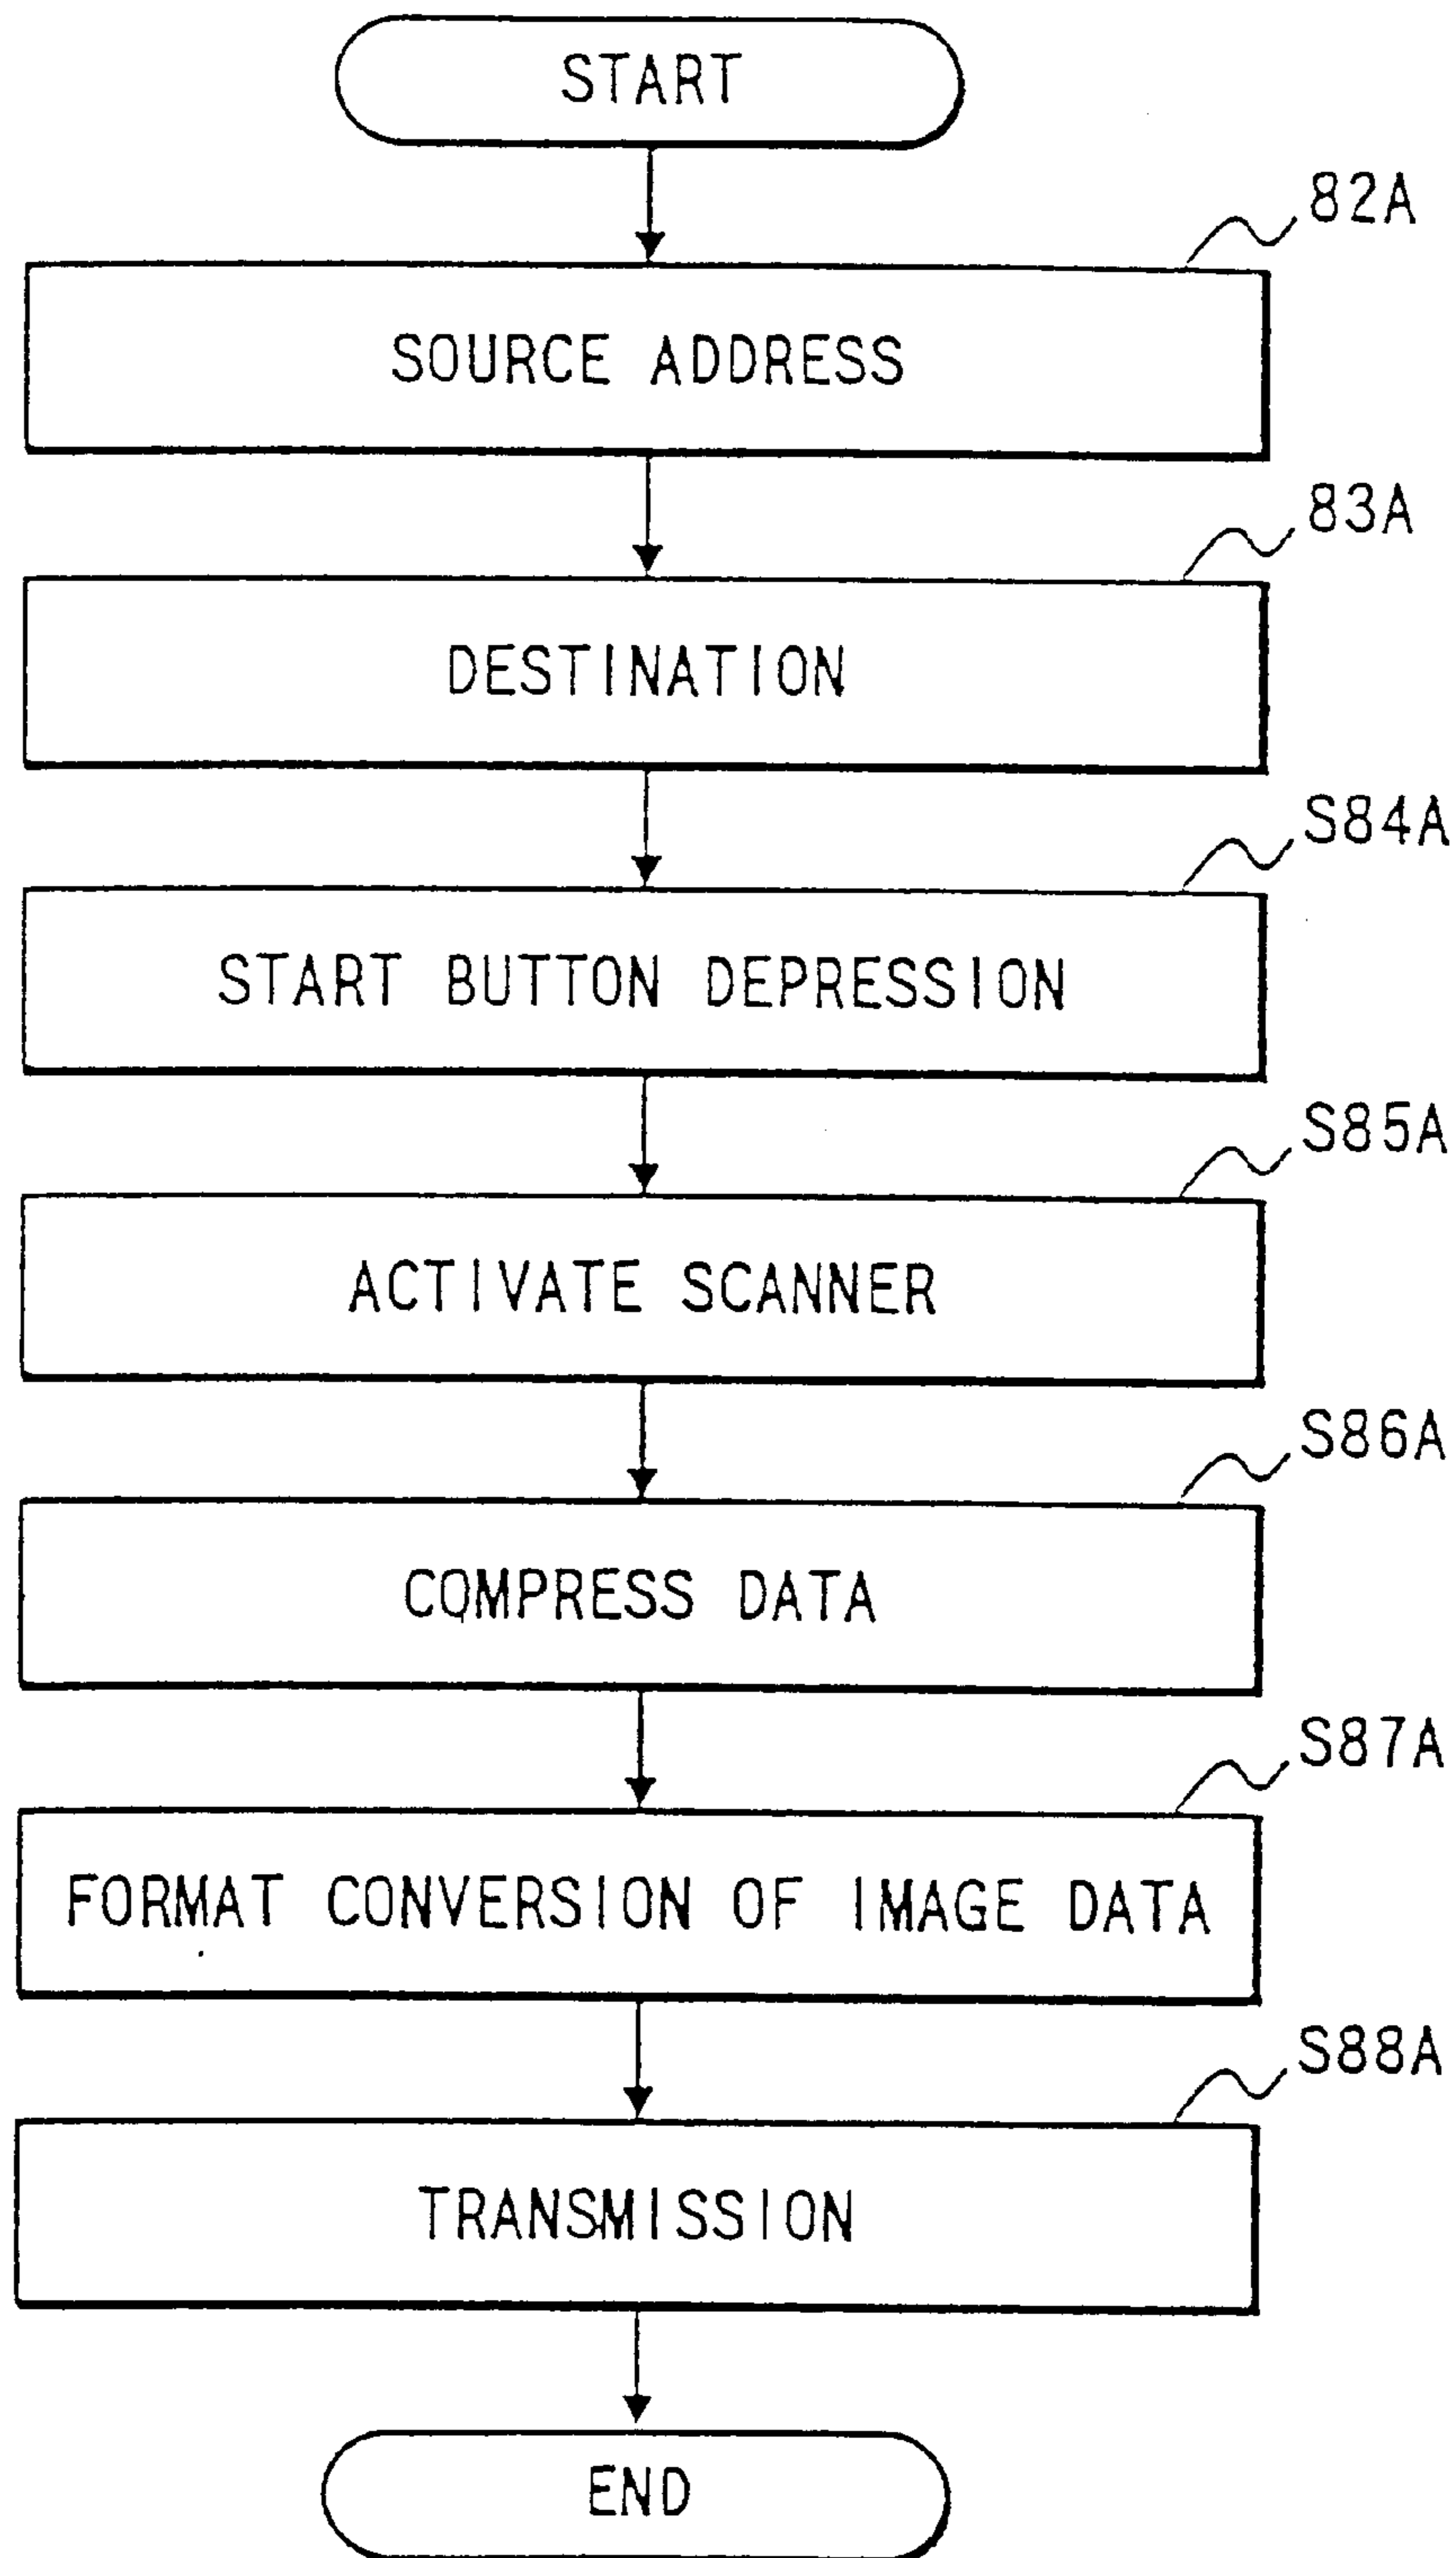 START
82A
SOURCE ADDRESS
83A
DESTINATION
S84A
START BUTTON DEPRESSION
S85A
ACTIVATE SCANNER
S86A
COMPRESS DATA
S87A
FORMAT CONVERSION OF IMAGE DATA
S88A
TRANSMISSION
END